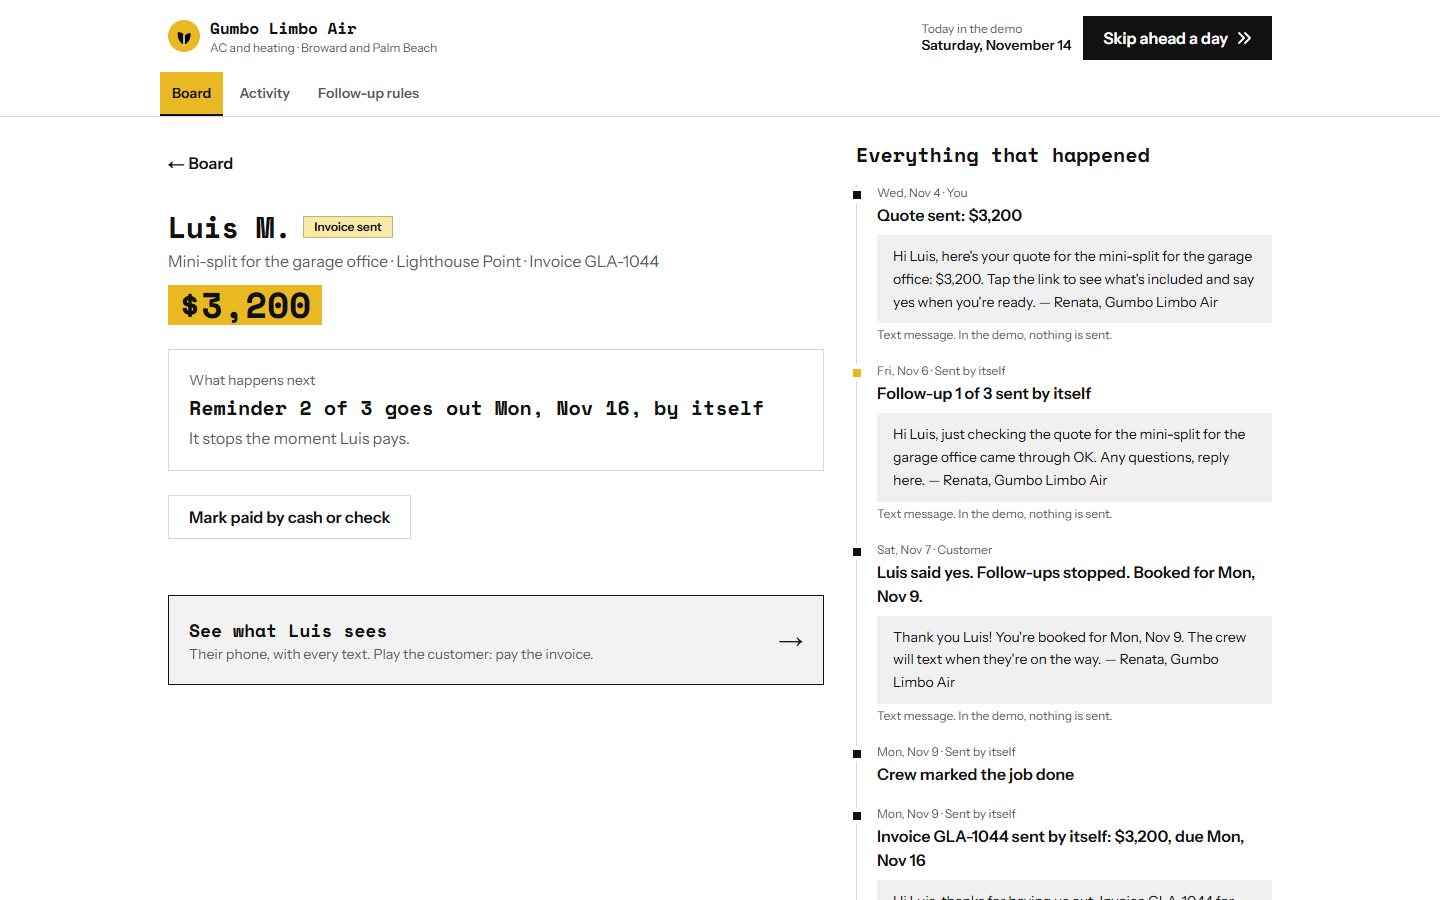 Gumbo Limbo Air
AC and heating · Broward and Palm Beach
Today in the demo
Saturday, November 14
Skip ahead a day
Board
Activity
Follow-up rules
← Board
Luis M.
Invoice sent
Mini-split for the garage office · Lighthouse Point · Invoice GLA-1044
$3,200
What happens next
Reminder 2 of 3 goes out Mon, Nov 16, by itself
It stops the moment Luis pays.
Mark paid by cash or check
See what Luis sees
Their phone, with every text. Play the customer: pay the invoice.
→
Everything that happened
Wed, Nov 4 · You
Quote sent: $3,200
Hi Luis, here's your quote for the mini-split for the garage
office: $3,200. Tap the link to see what's included and say
yes when you're ready. — Renata, Gumbo Limbo Air
Text message. In the demo, nothing is sent.
Fri, Nov 6 · Sent by itself
Follow-up 1 of 3 sent by itself
Hi Luis, just checking the quote for the mini-split for the
garage office came through OK. Any questions, reply
here. — Renata, Gumbo Limbo Air
Text message. In the demo, nothing is sent.
Sat, Nov 7 · Customer
Luis said yes. Follow-ups stopped. Booked for Mon,
Nov 9.
Thank you Luis! You're booked for Mon, Nov 9. The crew
will text when they're on the way. — Renata, Gumbo
Limbo Air
Text message. In the demo, nothing is sent.
Mon, Nov 9 · Sent by itself
Crew marked the job done
Mon, Nov 9 · Sent by itself
Invoice GLA-1044 sent by itself: $3,200, due Mon,
Nov 16
Hi Luis, thanks for having us out. Invoice GLA-1044 for